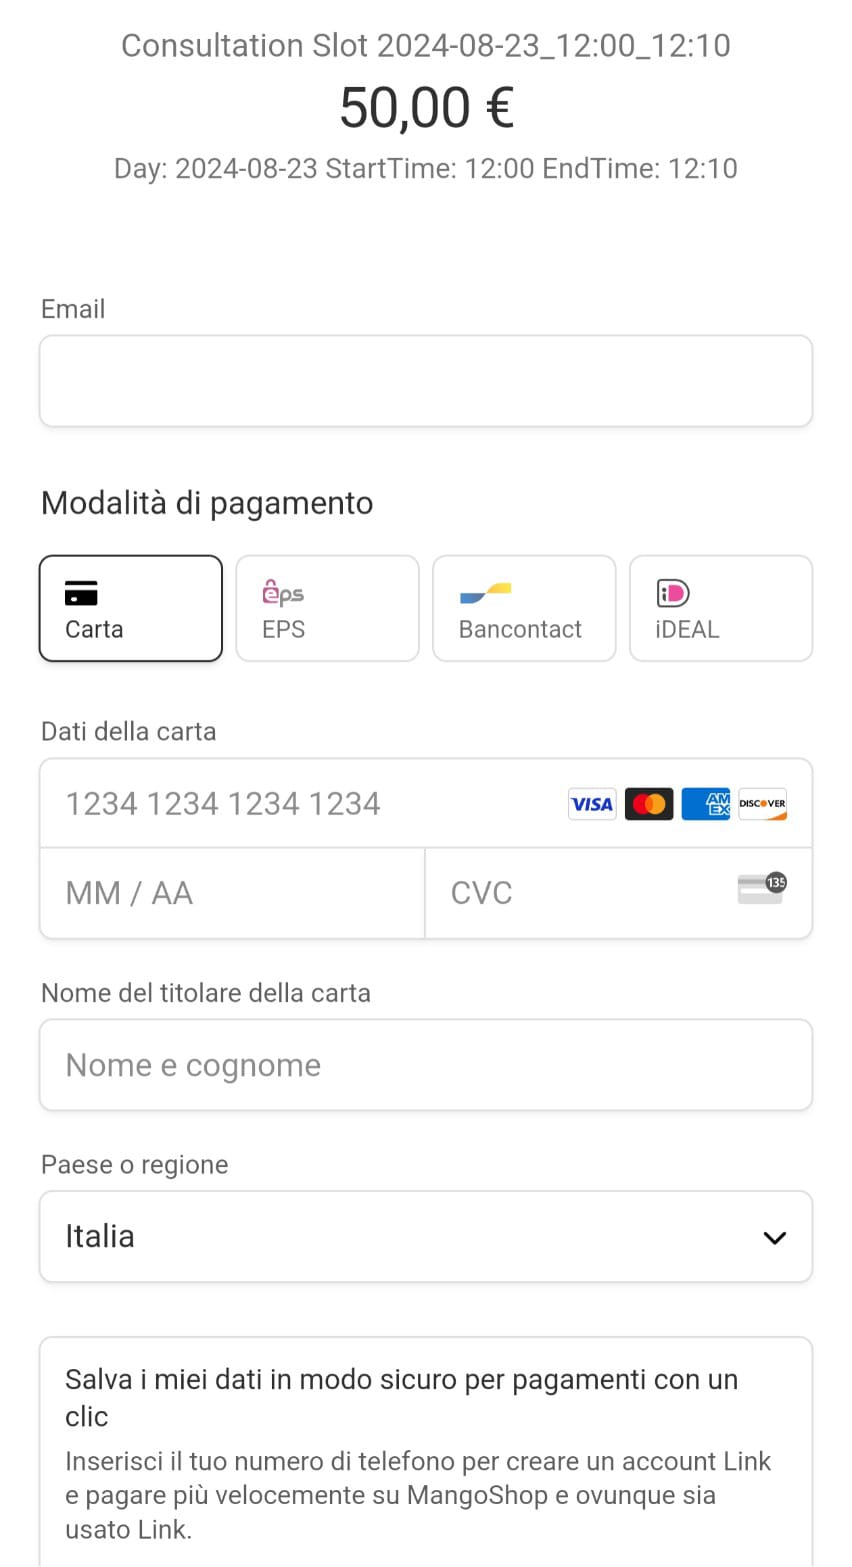 Consultation Slot 2024-08-23_12:00_12:10
50,00 €
Day: 2024-08-23 StartTime: 12:00 EndTime: 12:10
Email
Modalità di pagamento
Carta
êps
EPS
Bancontact
iD
iDEAL
Dati della carta
1234 1234 1234 1234
VISA
AMEX
DISCOVER
MM / AA
CVC
135
Nome del titolare della carta
Nome e cognome
Paese o regione
Italia
Salva i miei dati in modo sicuro per pagamenti con un
clic
Inserisci il tuo numero di telefono per creare un account Link
e pagare più velocemente su MangoShop e ovunque sia
usato Link.